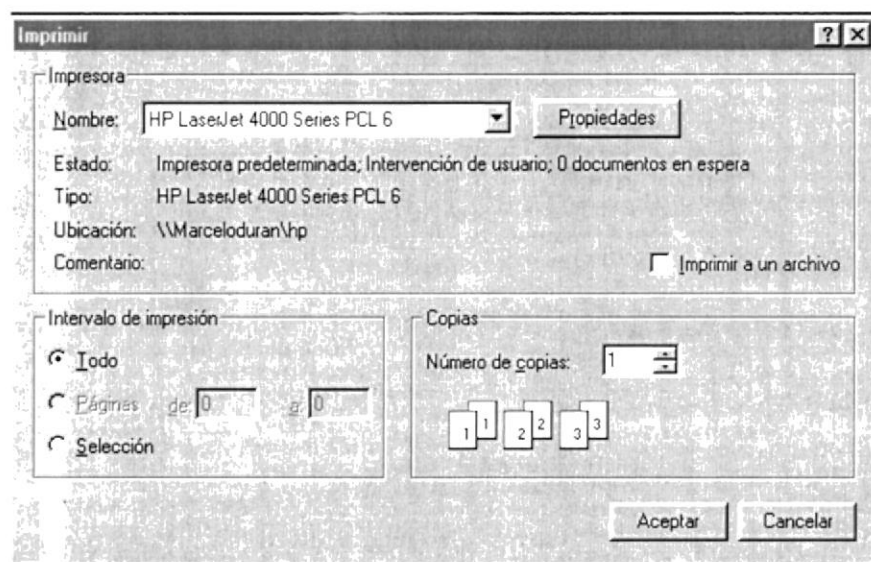 Imprimir
Impresora
Nombre: HP LaserJet 4000 Series PCL 6 Propiedades
Estado: Impresora predeterminada; Intervención de usuario; 0 documentos en espera
Tipo: HP LaserJet 4000 Series PCL 6
Ubicación: \\Marceloduran\hp
Comentario: Imprimir a un archivo
Intervalo de impresión
Todo
Páginas de: 0 a: 0
Selección
Copias
Número de copias: 1
1 1 2 2 3 3
Aceptar Cancelar